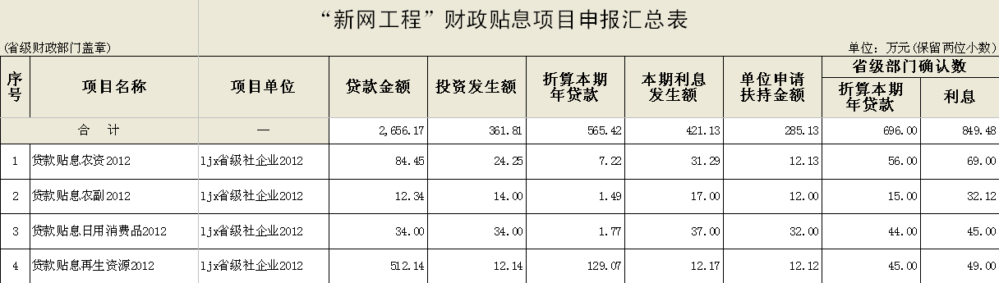 “新网工程”财政贴息项目申报汇总表
(省级财政部门盖章) 单位：万元(保留两位小数)
序号 项目名称 项目单位 贷款金额 投资发生额 折算本期年贷款 本期利息发生额 单位申请扶持金额 省级部门确认数
折算本期年贷款 利息
合 计 — 2,656.17 361.81 565.42 421.13 285.13 696.00 849.48
1 贷款贴息农资2012 ljx省级社企业2012 84.45 24.25 7.22 31.29 12.13 56.00 69.00
2 贷款贴息农副2012 ljx省级社企业2012 12.34 14.00 1.49 17.00 12.00 15.00 32.12
3 贷款贴息日用消费品2012 ljx省级社企业2012 34.00 34.00 1.77 37.00 32.00 44.00 45.00
4 贷款贴息再生资源2012 ljx省级社企业2012 512.14 12.14 129.07 12.17 12.12 45.00 49.00